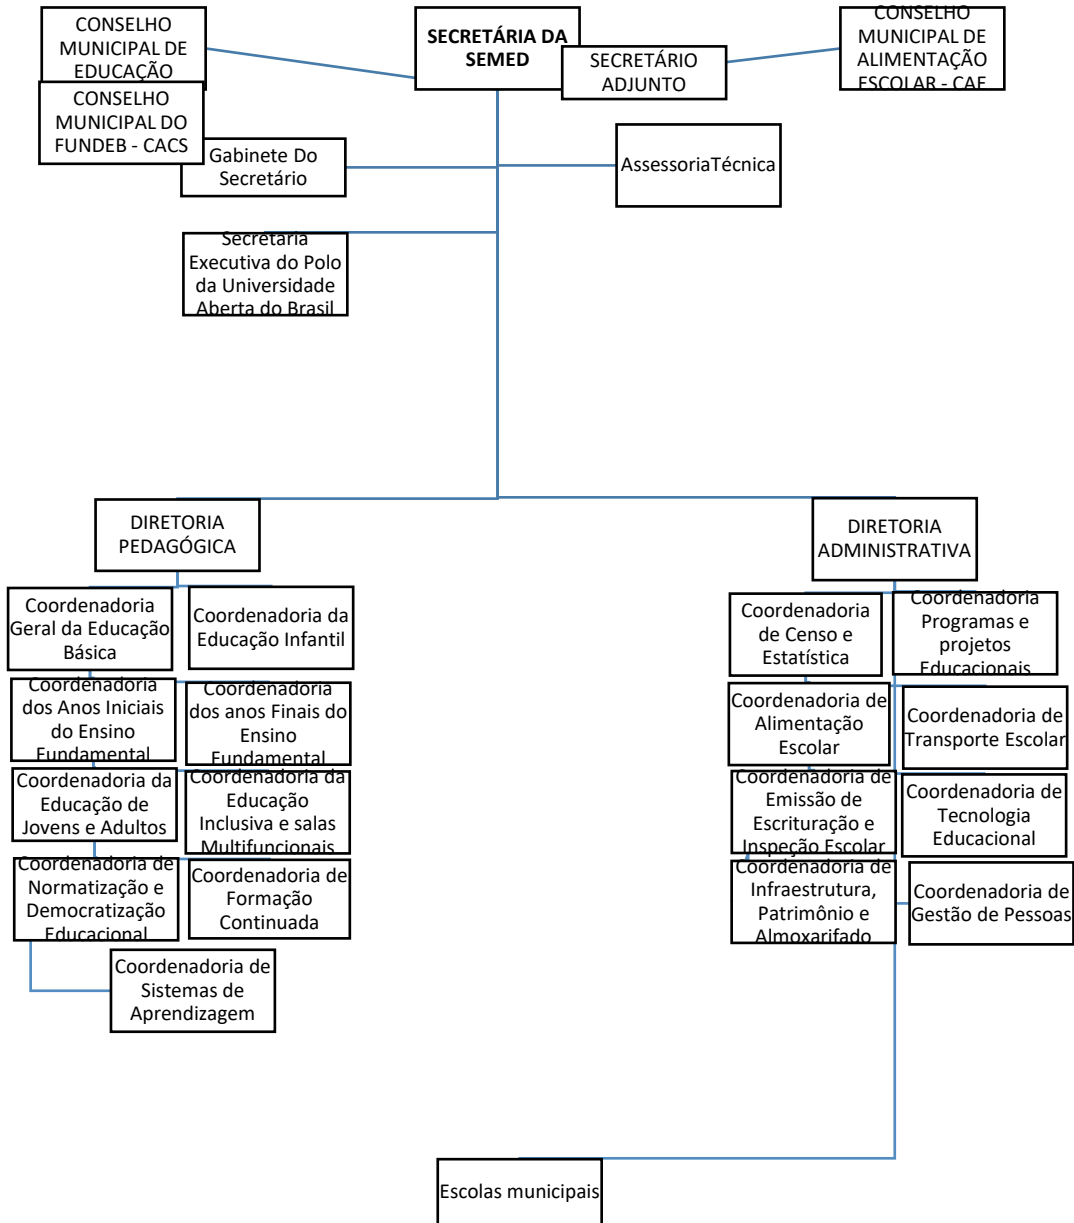 CONSELHO
MUNICIPAL DE
EDUCAÇÃO
CONSELHO
MUNICIPAL DO
FUNDEB - CACS
SECRETÁRIA DA
SEMED
SECRETÁRIO
ADJUNTO
CONSELHO
MUNICIPAL DE
ALIMENTAÇÃO
ESCOLAR - CAE
Gabinete Do
Secretário
AssessoriaTécnica
Secretaria
Executiva do Polo
da Universidade
Aberta do Brasil
DIRETORIA
PEDAGÓGICA
DIRETORIA
ADMINISTRATIVA
Coordenadoria
Geral da Educação
Básica
Coordenadoria da
Educação Infantil
Coordenadoria
dos Anos Iniciais
do Ensino
Fundamental
Coordenadoria
dos anos Finais do
Ensino
Fundamental
Coordenadoria da
Educação de
Jovens e Adultos
Coordenadoria da
Educação
Inclusiva e salas
Multifuncionais
Coordenadoria de
Normatização e
Democratização
Educacional
Coordenadoria de
Formação
Continuada
Coordenadoria de
Sistemas de
Aprendizagem
Coordenadoria
de Censo e
Estatística
Coordenadoria
Programas e
projetos
Educacionais
Coordenadoria de
Alimentação
Escolar
Coordenadoria de
Transporte Escolar
Coordenadoria de
Emissão de
Escrituração e
Inspeção Escolar
Coordenadoria de
Tecnologia
Educacional
Coordenadoria de
Infraestrutura,
Patrimônio e
Almoxarifado
Coordenadoria de
Gestão de Pessoas
Escolas municipais